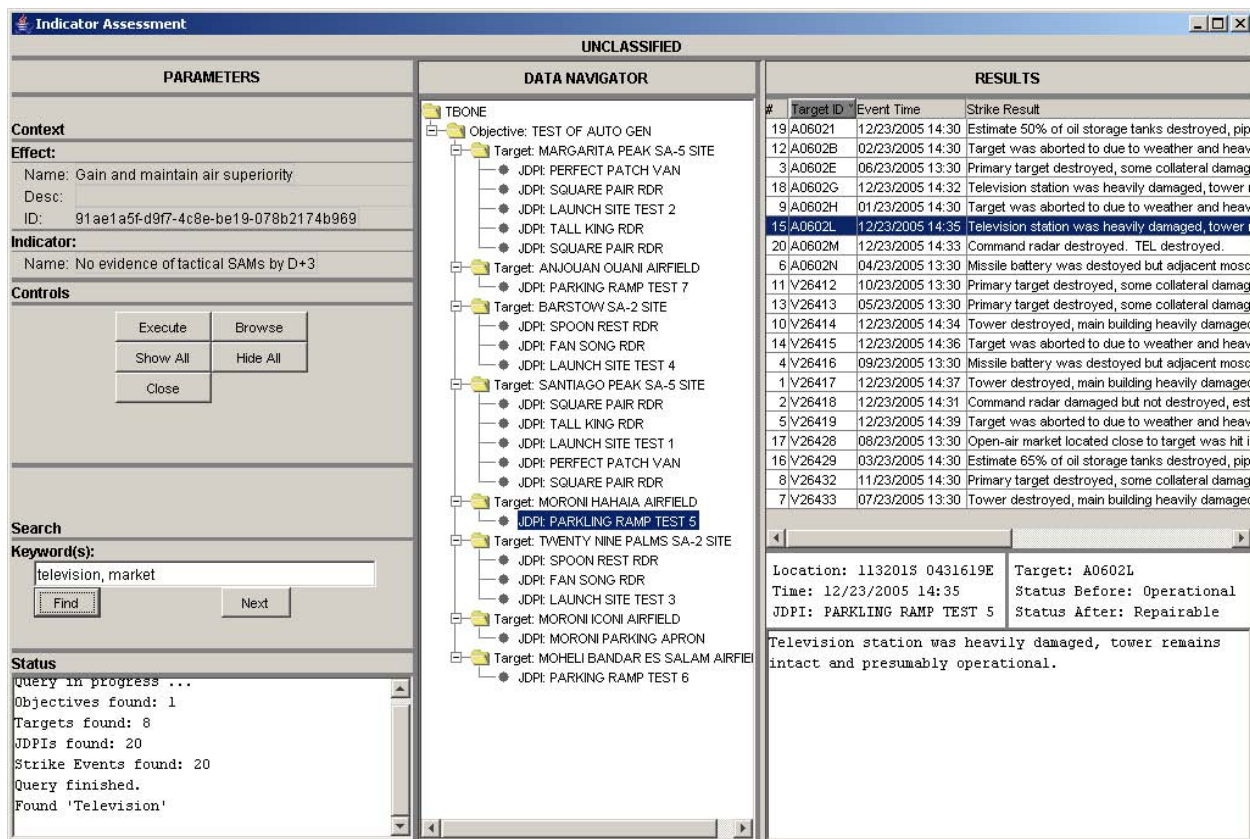 Indicator Assessment
UNCLASSIFIED
PARAMETERS
Context
Effect:
Name: Gain and maintain air superiority
Desc:
ID: 91ae1a5f-d9f7-4c8e-be19-078b2174b969
Indicator:
Name: No evidence of tactical SAMs by D+3
Controls
Execute Browse
Show All Hide All
Close
Search
Keyword(s):
television, market
Find Next
Status
Query in progress ...
Objectives found: 1
Targets found: 8
JDPIs found: 20
Strike Events found: 20
Query finished.
Found 'Television'
DATA NAVIGATOR
TBONE
Objective: TEST OF AUTO GEN
Target: MARGARITA PEAK SA-5 SITE
JDPI: PERFECT PATCH VAN
JDPI: SQUARE PAIR RDR
JDPI: LAUNCH SITE TEST 2
JDPI: TALL KING RDR
JDPI: SQUARE PAIR RDR
Target: ANJOUAN OUANI AIRFIELD
JDPI: PARKING RAMP TEST 7
Target: BARSTOW SA-2 SITE
JDPI: SPOON REST RDR
JDPI: FAN SONG RDR
JDPI: LAUNCH SITE TEST 4
Target: SANTIAGO PEAK SA-5 SITE
JDPI: SQUARE PAIR RDR
JDPI: TALL KING RDR
JDPI: LAUNCH SITE TEST 1
JDPI: PERFECT PATCH VAN
JDPI: SQUARE PAIR RDR
Target: MORONI HAHAIA AIRFIELD
JDPI: PARKLING RAMP TEST 5
Target: TWENTY NINE PALMS SA-2 SITE
JDPI: SPOON REST RDR
JDPI: FAN SONG RDR
JDPI: LAUNCH SITE TEST 3
Target: MORONI ICONI AIRFIELD
JDPI: MORONI PARKING APRON
Target: MOHELI BANDAR ES SALAM AIRFIE
JDPI: PARKING RAMP TEST 6
RESULTS
# Target ID Event Time Strike Result
19 A06021 12/23/2005 14:30 Estimate 50% of oil storage tanks destroyed, pip
12 A0602B 02/23/2005 14:30 Target was aborted to due to weather and heav
3 A0602E 06/23/2005 13:30 Primary target destroyed, some collateral damag
18 A0602G 12/23/2005 14:32 Television station was heavily damaged, tower r
9 A0602H 01/23/2005 14:30 Target was aborted to due to weather and heav
15 A0602L 12/23/2005 14:35 Television station was heavily damaged, tower r
20 A0602M 12/23/2005 14:33 Command radar destroyed. TEL destroyed.
6 A0602N 04/23/2005 13:30 Missile battery was destoyed but adjacent mosc
11 V26412 10/23/2005 13:30 Primary target destroyed, some collateral damag
13 V26413 05/23/2005 13:30 Primary target destroyed, some collateral damag
10 V26414 12/23/2005 14:34 Tower destroyed, main building heavily damaged
14 V26415 12/23/2005 14:36 Target was aborted to due to weather and heav
4 V26416 09/23/2005 13:30 Missile battery was destoyed but adjacent mosc
1 V26417 12/23/2005 14:37 Tower destroyed, main building heavily damaged
2 V26418 12/23/2005 14:31 Command radar damaged but not destroyed, est
5 V26419 12/23/2005 14:39 Target was aborted to due to weather and heav
17 V26428 08/23/2005 13:30 Open-air market located close to target was hit i
16 V26429 03/23/2005 14:30 Estimate 65% of oil storage tanks destroyed, pip
8 V26432 11/23/2005 14:30 Primary target destroyed, some collateral damag
7 V26433 07/23/2005 13:30 Tower destroyed, main building heavily damaged
Location: 113201S 0431619E
Time: 12/23/2005 14:35
JDPI: PARKLING RAMP TEST 5
Target: A0602L
Status Before: Operational
Status After: Repairable
Television station was heavily damaged, tower remains
intact and presumably operational.